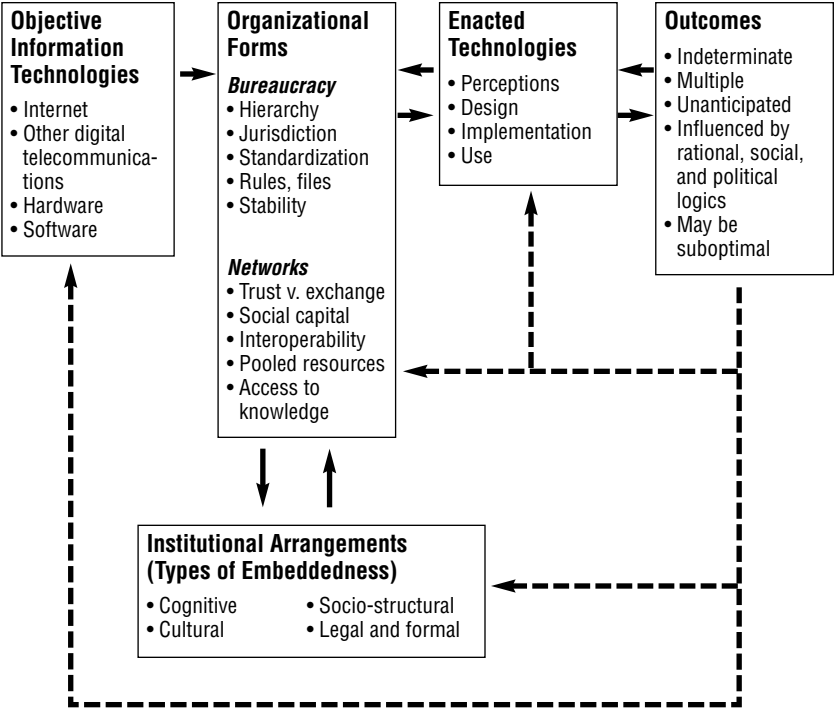 Objective
Information
Technologies
• Internet
• Other digital
telecommunica-
tions
• Hardware
• Software
Organizational
Forms
Bureaucracy
• Hierarchy
• Jurisdiction
• Standardization
• Rules, files
• Stability
Networks
• Trust v. exchange
• Social capital
• Interoperability
• Pooled resources
• Access to
knowledge
Enacted
Technologies
• Perceptions
• Design
• Implementation
• Use
Outcomes
• Indeterminate
• Multiple
• Unanticipated
• Influenced by
rational, social,
and political
logics
• May be
suboptimal
Institutional Arrangements
(Types of Embeddedness)
• Cognitive
• Cultural
• Socio-structural
• Legal and formal